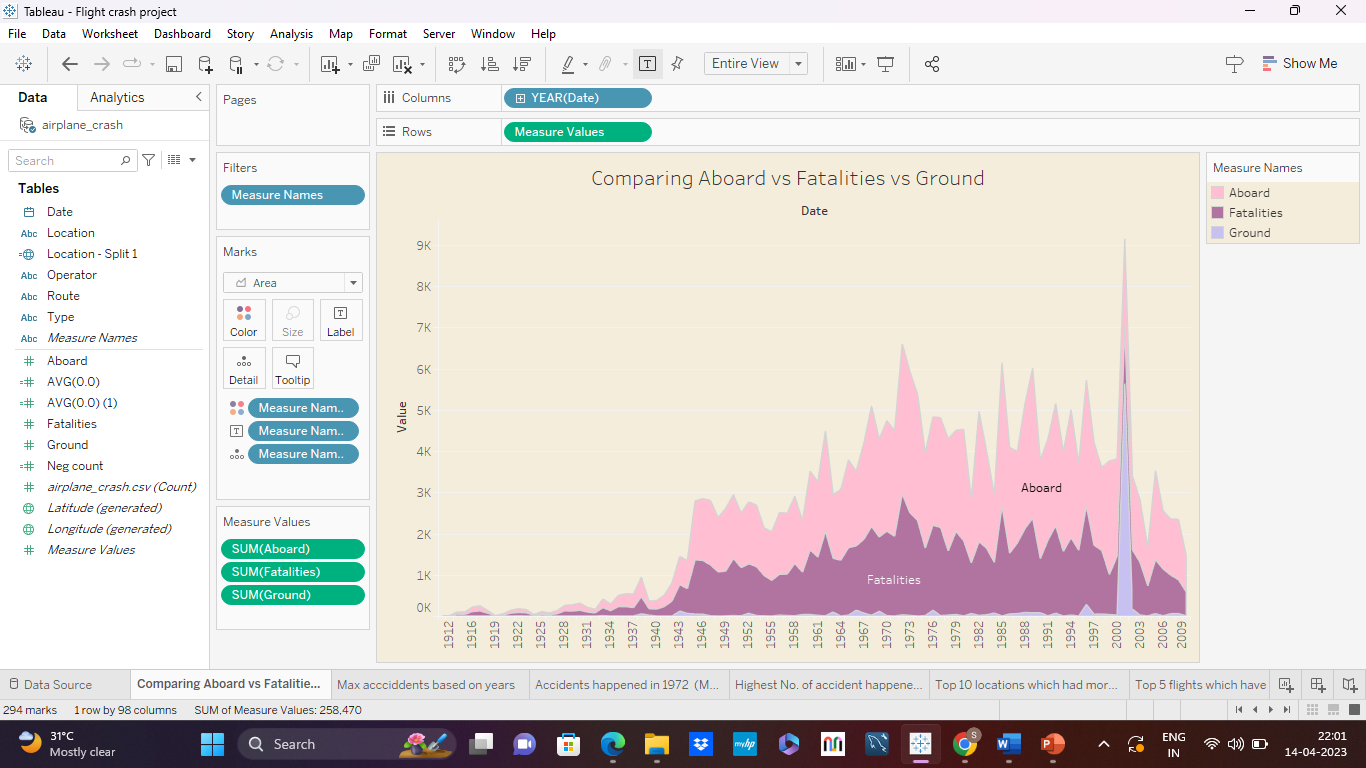 Tableau - Flight crash project
File Data Worksheet Dashboard Story Analysis Map Format Server Window Help
Entire View
Show Me
Data Analytics
airplane_crash
Search
Tables
Date
Abc Location
Location - Split 1
Abc Operator
Abc Route
Abc Type
Abc Measure Names
# Aboard
=# AVG(0.0)
=# AVG(0.0) (1)
# Fatalities
# Ground
=# Neg count
# airplane_crash.csv (Count)
Latitude (generated)
Longitude (generated)
# Measure Values
Pages
Filters
Measure Names
Marks
Area
Color Size Label
Detail Tooltip
Measure Nam..
Measure Nam..
Measure Nam..
Measure Values
SUM(Aboard)
SUM(Fatalities)
SUM(Ground)
Columns YEAR(Date)
Rows Measure Values
Comparing Aboard vs Fatalities vs Ground
Date
9K
8K
7K
6K
5K
4K
3K
2K
1K
0K
Value
Aboard
Fatalities
1912 1916 1919 1922 1925 1928 1931 1934 1937 1940 1943 1946 1949 1952 1955 1958 1961 1964 1967 1970 1973 1976 1979 1982 1985 1988 1991 1994 1997 2000 2003 2006 2009
Measure Names
Aboard
Fatalities
Ground
Data Source Comparing Aboard vs Fatalitie... Max accciddents based on years Accidents happened in 1972 (M... Highest No. of accident happene... Top 10 locations which had mor... Top 5 flights which have
294 marks 1 row by 98 columns SUM of Measure Values: 258,470
31°C
Mostly clear
Search
myhp
S
ENG
IN
22:01
14-04-2023